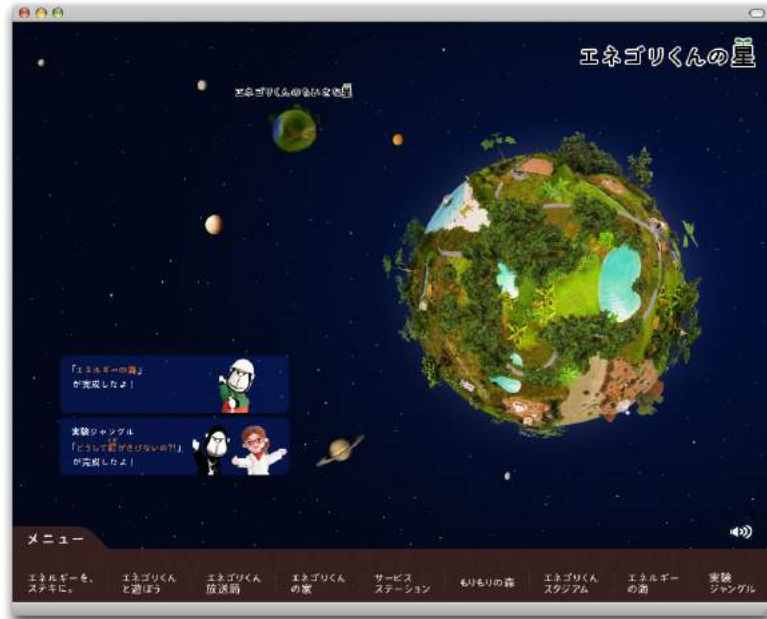 エネゴリくんの星
エネゴリくんのちいさな星
「エネルギーの森」
が完成したよ！
実験ジャングル
が完成したよ！
メニュー
エネルギーを、
ステキに。
エネゴリくん
と遊ぼう
エネゴリくん
放送局
エネゴリくん
の家
サービス
ステーション
もりもりの森
エネゴリくん
スタジアム
エネルギー
の海
実験
ジャングル